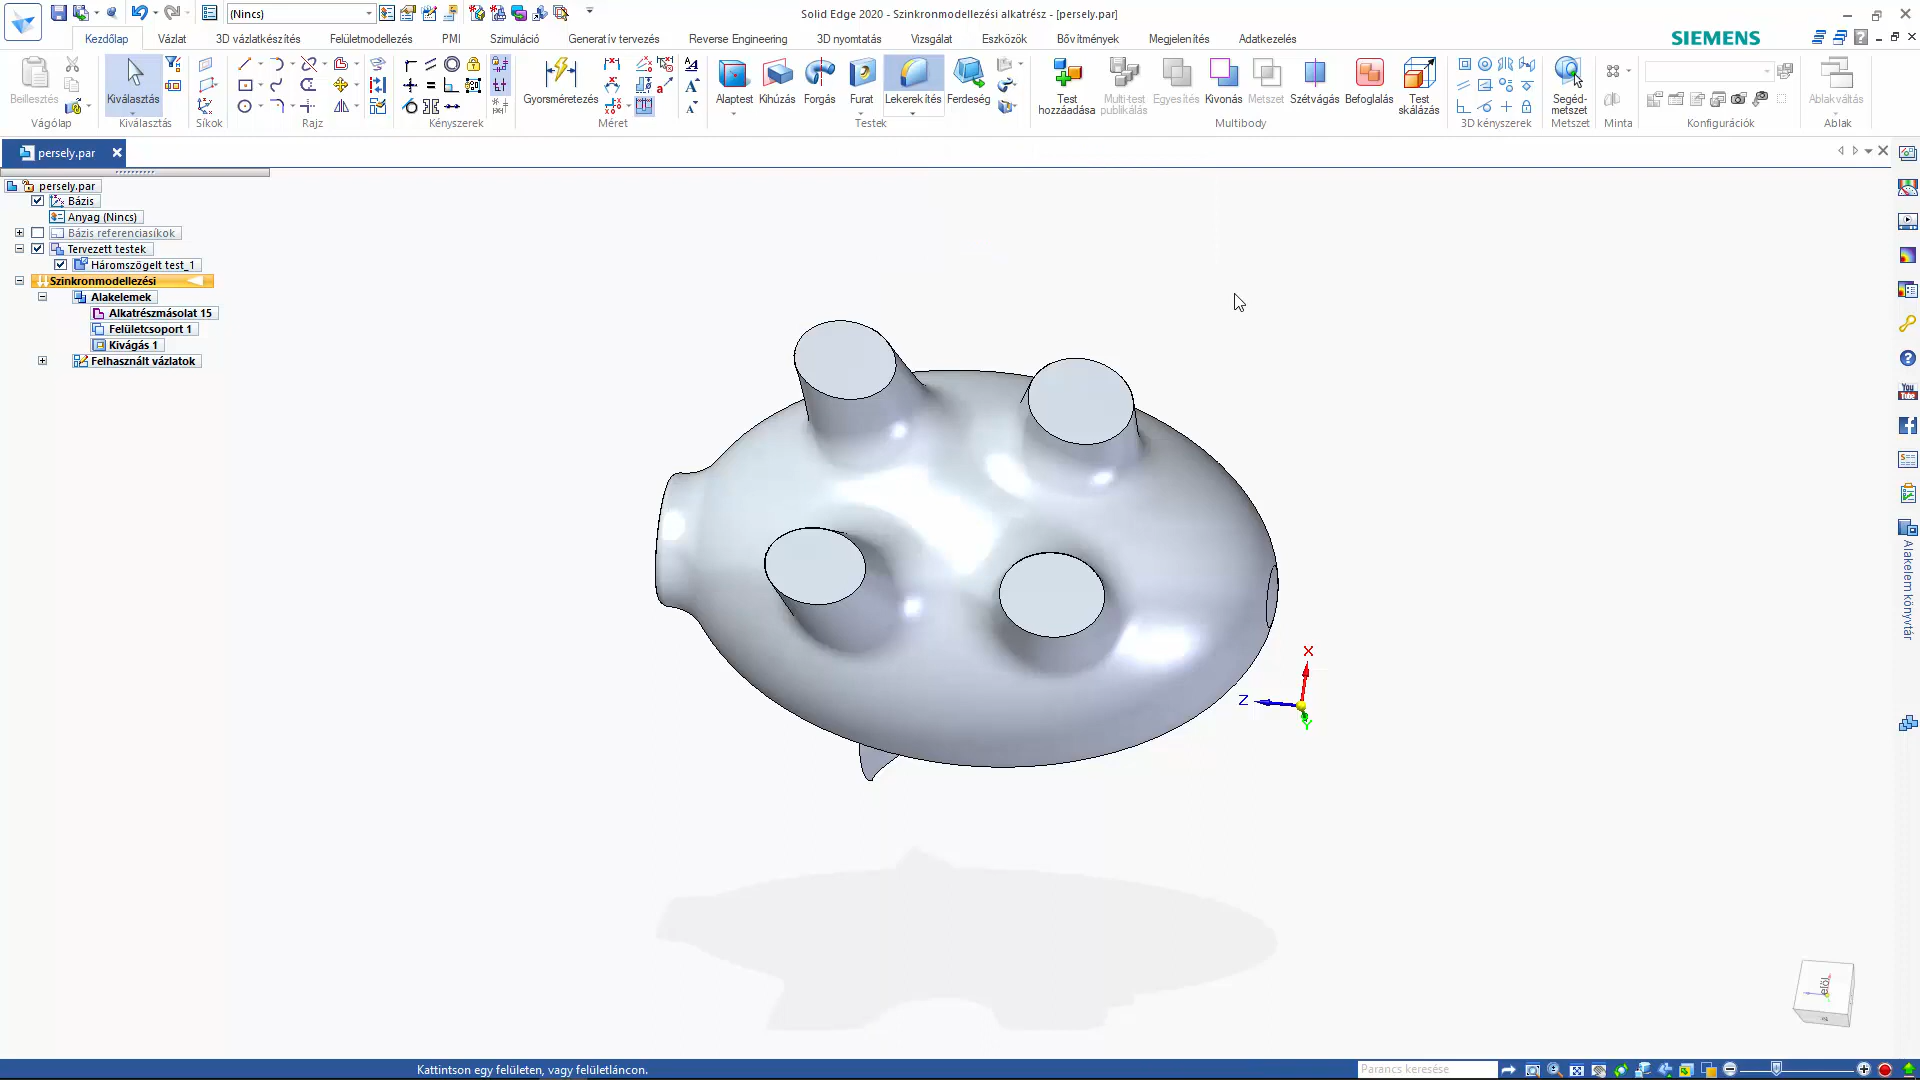 (Nincs)
Solid Edge 2020 - Szinkronmodellezési alkatrész - [persely.par]
Kezdőlap Vázlat 3D vázlatkészítés Felületmodellezés PMI Szimuláció Generatív tervezés Reverse Engineering 3D nyomtatás Vizsgálat Eszközök Bővítmények Megjelenítés Adatkezelés
SIEMENS
Beillesztés Kiválasztás Gyorsméretezés Alaptest Kihúzás Forgás Furat Lekerekítés Ferdeség Test hozzáadása Multi-test publikálás Egyesítés Kivonás Metszet Szétvágás Befoglalás Test skálázás Segéd-metszet Ablakváltás
Vágólap Kiválasztás Síkok Rajz Kényszerek Méret Testek Multibody 3D kényszerek Metszet Minta Konfigurációk Ablak
persely.par
persely.par
Bázis
Anyag (Nincs)
Bázis referenciasíkok
Tervezett testek
Háromszögelt test_1
Szinkronmodellezési
Alakelemek
Alkatrészmásolat 15
Felületcsoport 1
Kivágás 1
Felhasznált vázlatok
You
Tube
Alakelem könyvtár
X
Z
Y
elöl
Kattintson egy felületen, vagy felületláncon.
Parancs keresése